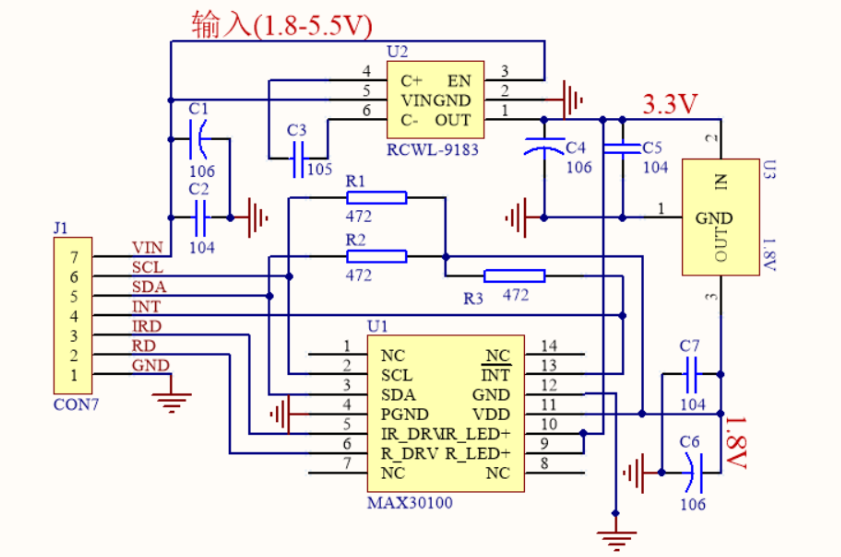 输入(1.8-5.5V)
U2
4 C+ EN 3
5 VIN GND 2
6 C- OUT 1
RCWL-9183
3.3V
C1
106
C2
104
C3
105
C4
106
C5
104
2
U3
IN
1 GND
OUT
1.8V
3
R1
472
R2
472
R3 472
J1
7 VIN
6 SCL
5 SDA
4 INT
3 IRD
2 RD
1 GND
CON7
U1
1 NC NC 14
2 SCL INT 13
3 SDA GND 12
4 PGND VDD 11
5 IR_DRV IR_LED+ 10
6 R_DRV R_LED+ 9
7 NC NC 8
MAX30100
C7
104
1.8V
C6
106